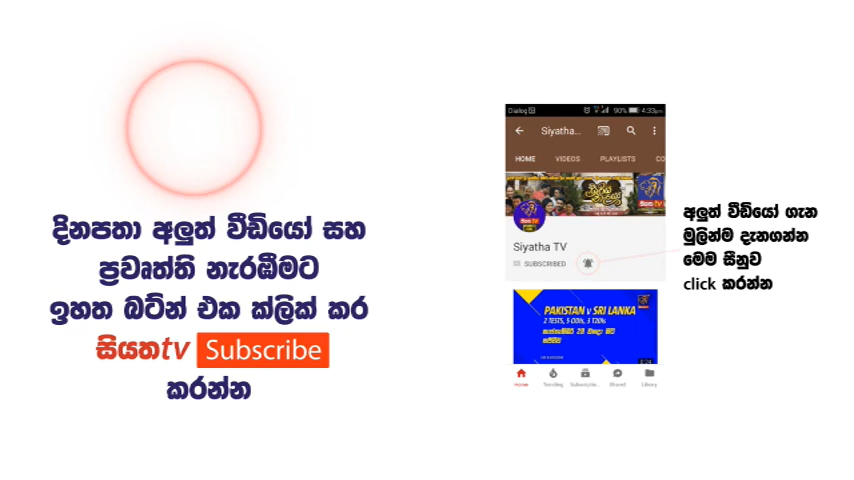 දිනපතා අලුත් වීඩියෝ සහ
ප්‍රවෘත්ති නැරඹීමට
ඉහත බටන් එක ක්ලික් කර
සියතtv Subscribe
කරන්න
Dialog 90% 4:33pm
Siyatha...
HOME VIDEOS PLAYLISTS CO
Siyatha TV
SUBSCRIBED
PAKISTAN v SRI LANKA
2 TESTS, 5 ODIs, 3 T20Is
Home Trending Subscriptio... Shared Library
අලුත් වීඩියෝ ගැන
මුලින්ම දැනගන්න
මෙම සීනුව
click කරන්න